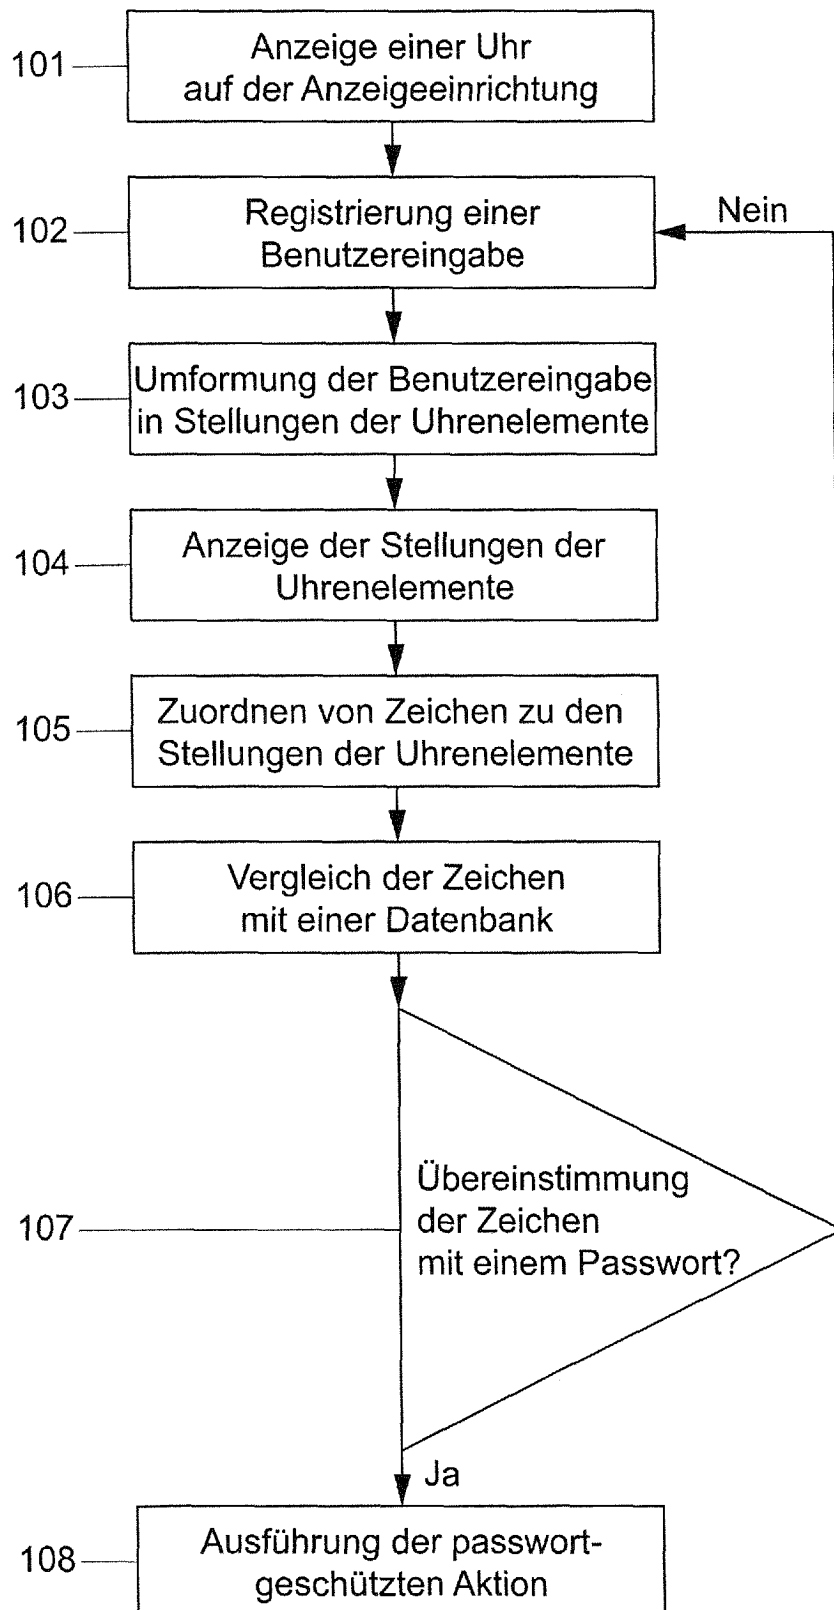 101
Anzeige einer Uhr
auf der Anzeigeeinrichtung
102
Registrierung einer
Benutzereingabe
Nein
103
Umformung der Benutzereingabe
in Stellungen der Uhrenelemente
104
Anzeige der Stellungen der
Uhrenelemente
105
Zuordnen von Zeichen zu den
Stellungen der Uhrenelemente
106
Vergleich der Zeichen
mit einer Datenbank
107
Übereinstimmung
der Zeichen
mit einem Passwort?
Ja
108
Ausführung der passwort-
geschützten Aktion